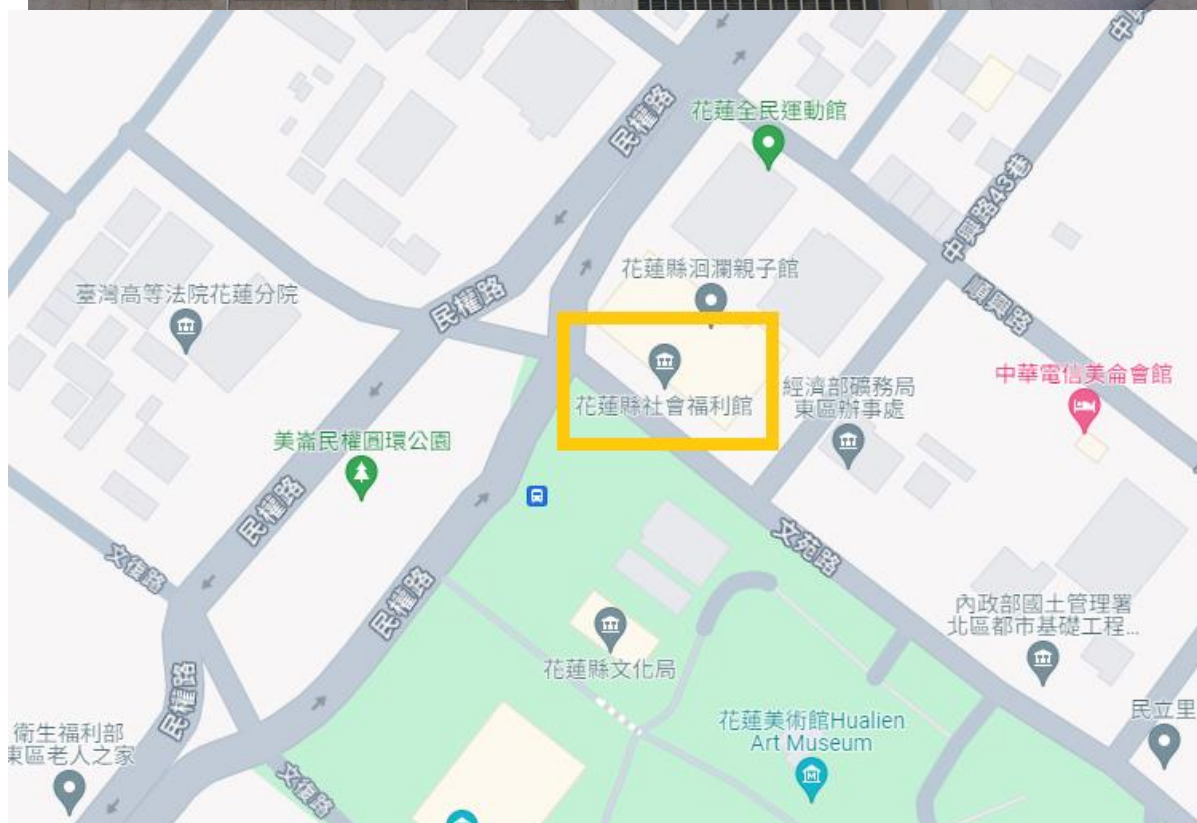 中興
民權路
花蓮全民運動館
中興路43巷
花蓮縣洄瀾親子館
順興路
臺灣高等法院花蓮分院
民權路
花蓮縣社會福利館
經濟部礦務局
東區辦事處
中華電信美侖會館
美崙民權圓環公園
民權路
文苑路
文復路
民權路
內政部國土管理署
北區都市基礎工程...
花蓮縣文化局
民權路
花蓮美術館Hualien
Art Museum
民立里
衛生福利部
東區老人之家
文復路